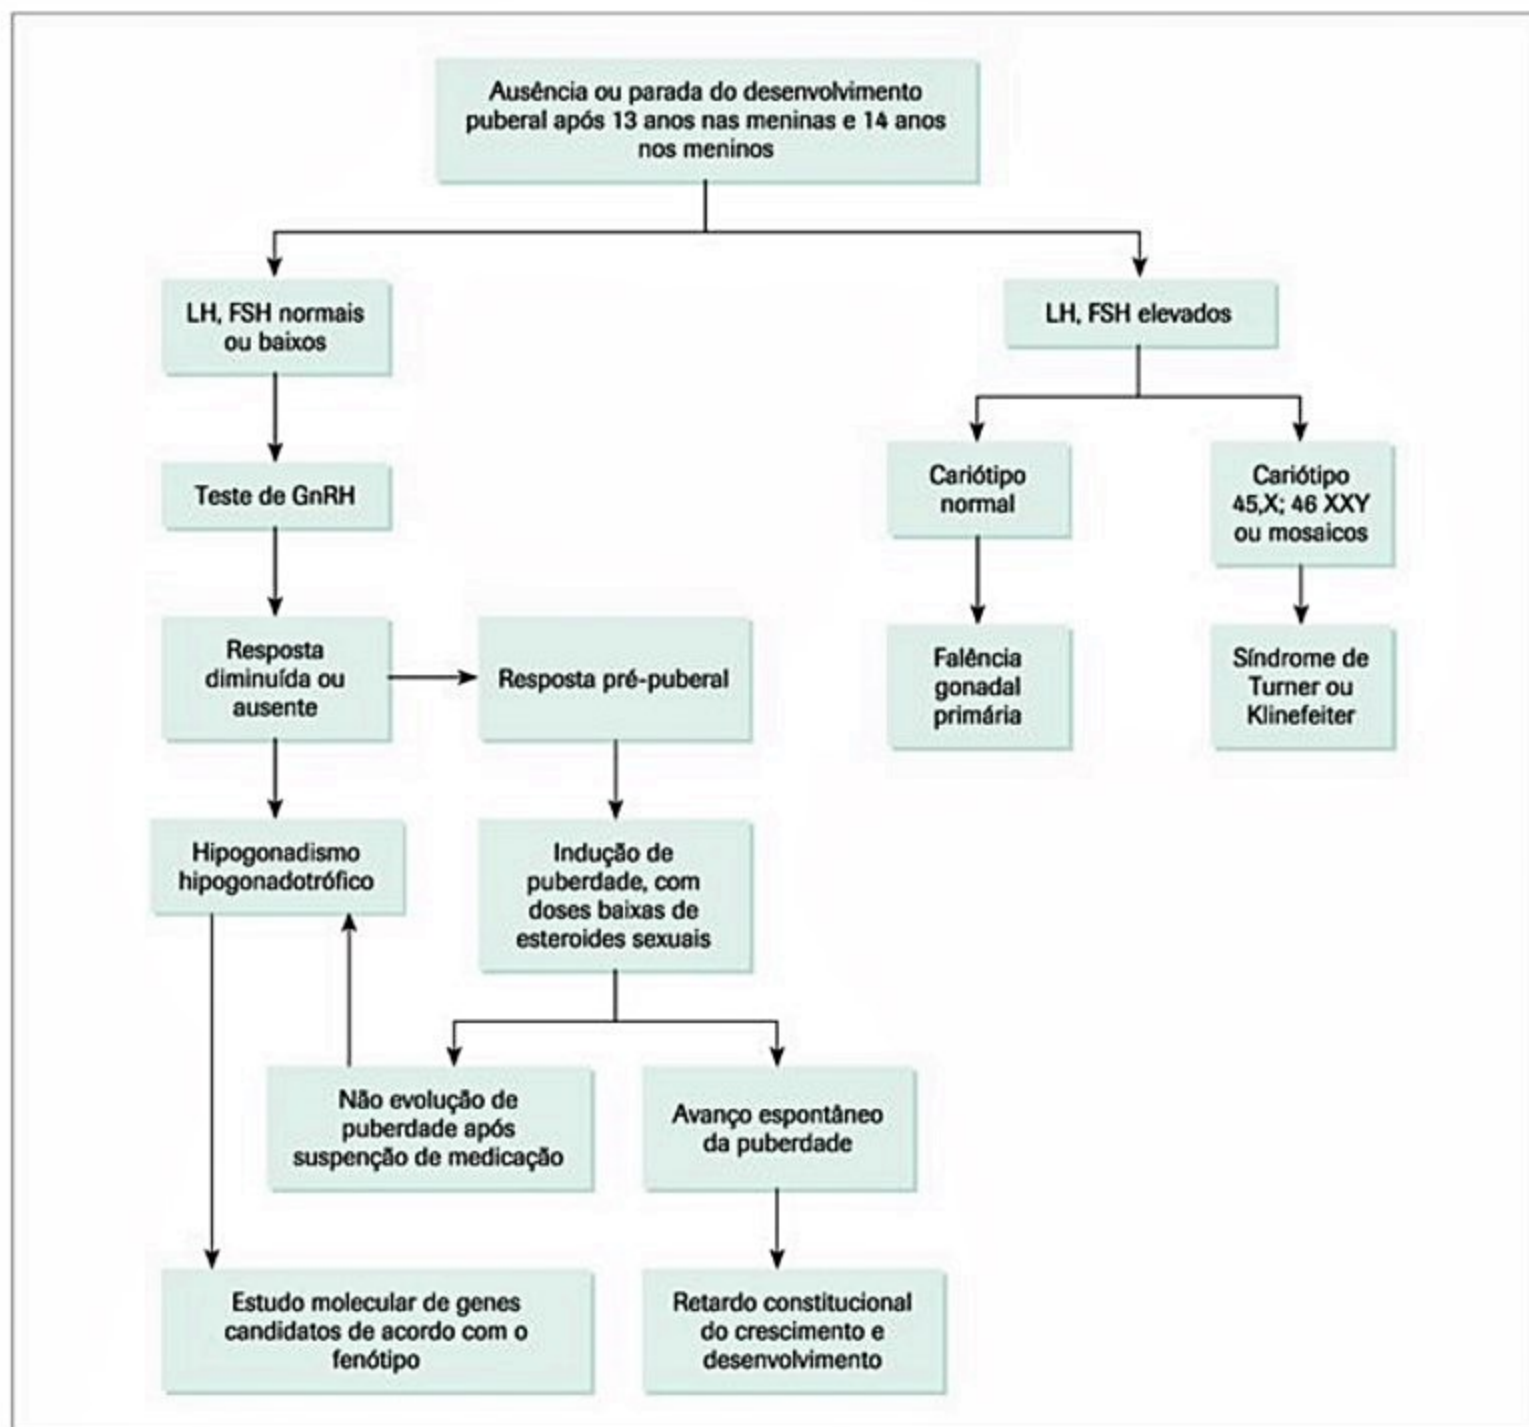 Ausência ou parada do desenvolvimento
puberal após 13 anos nas meninas e 14 anos
nos meninos
LH, FSH normais
ou baixos
LH, FSH elevados
Teste de GnRH
Cariótipo
normal
Cariótipo
45,X; 46 XXY
ou mosaicos
Resposta
diminuída ou
ausente
Resposta pré-puberal
Falência
gonadal
primária
Síndrome de
Turner ou
Klinefeiter
Hipogonadismo
hipogonadotrófico
Indução de
puberdade, com
doses baixas de
esteroides sexuais
Não evolução de
puberdade após
suspenção de medicação
Avanço espontâneo
da puberdade
Estudo molecular de genes
candidatos de acordo com o
fenótipo
Retardo constitucional
do crescimento e
desenvolvimento